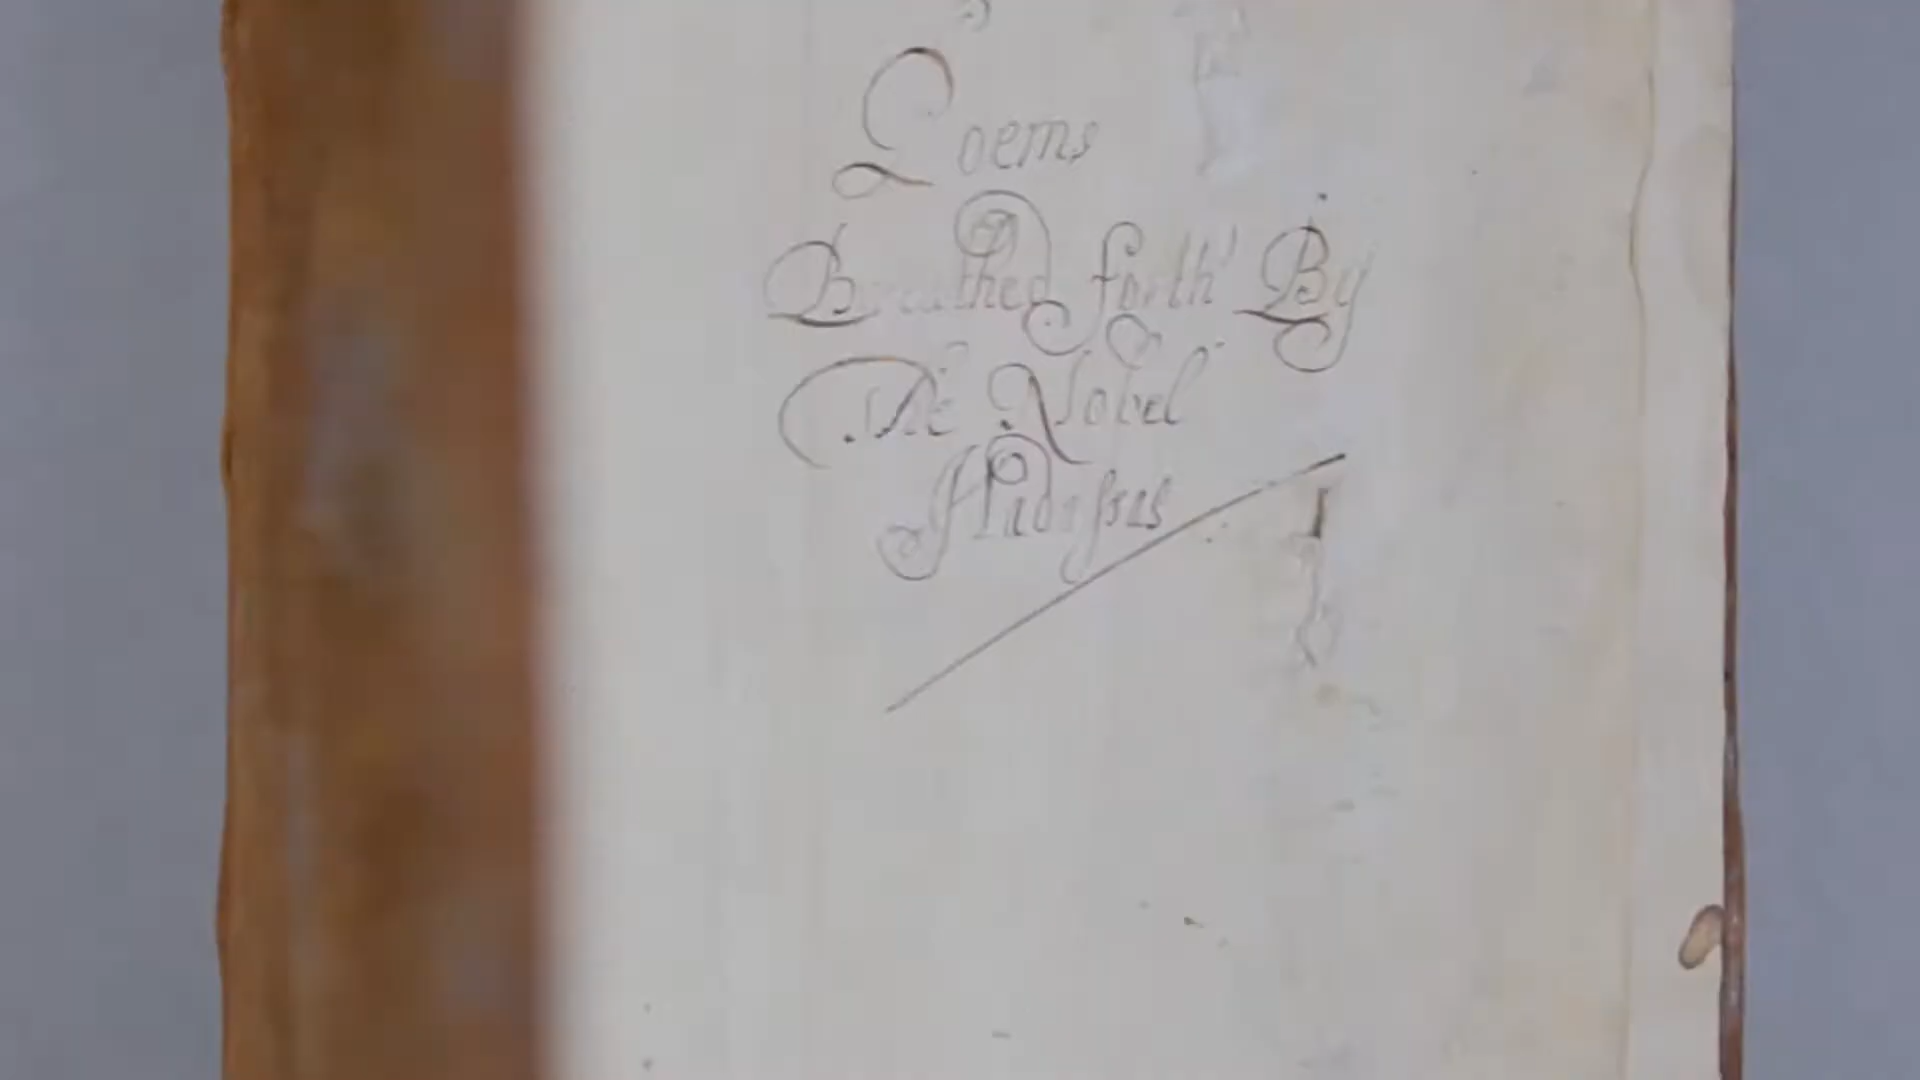 Poems
Breathed forth By
The Nobel
Hadassas